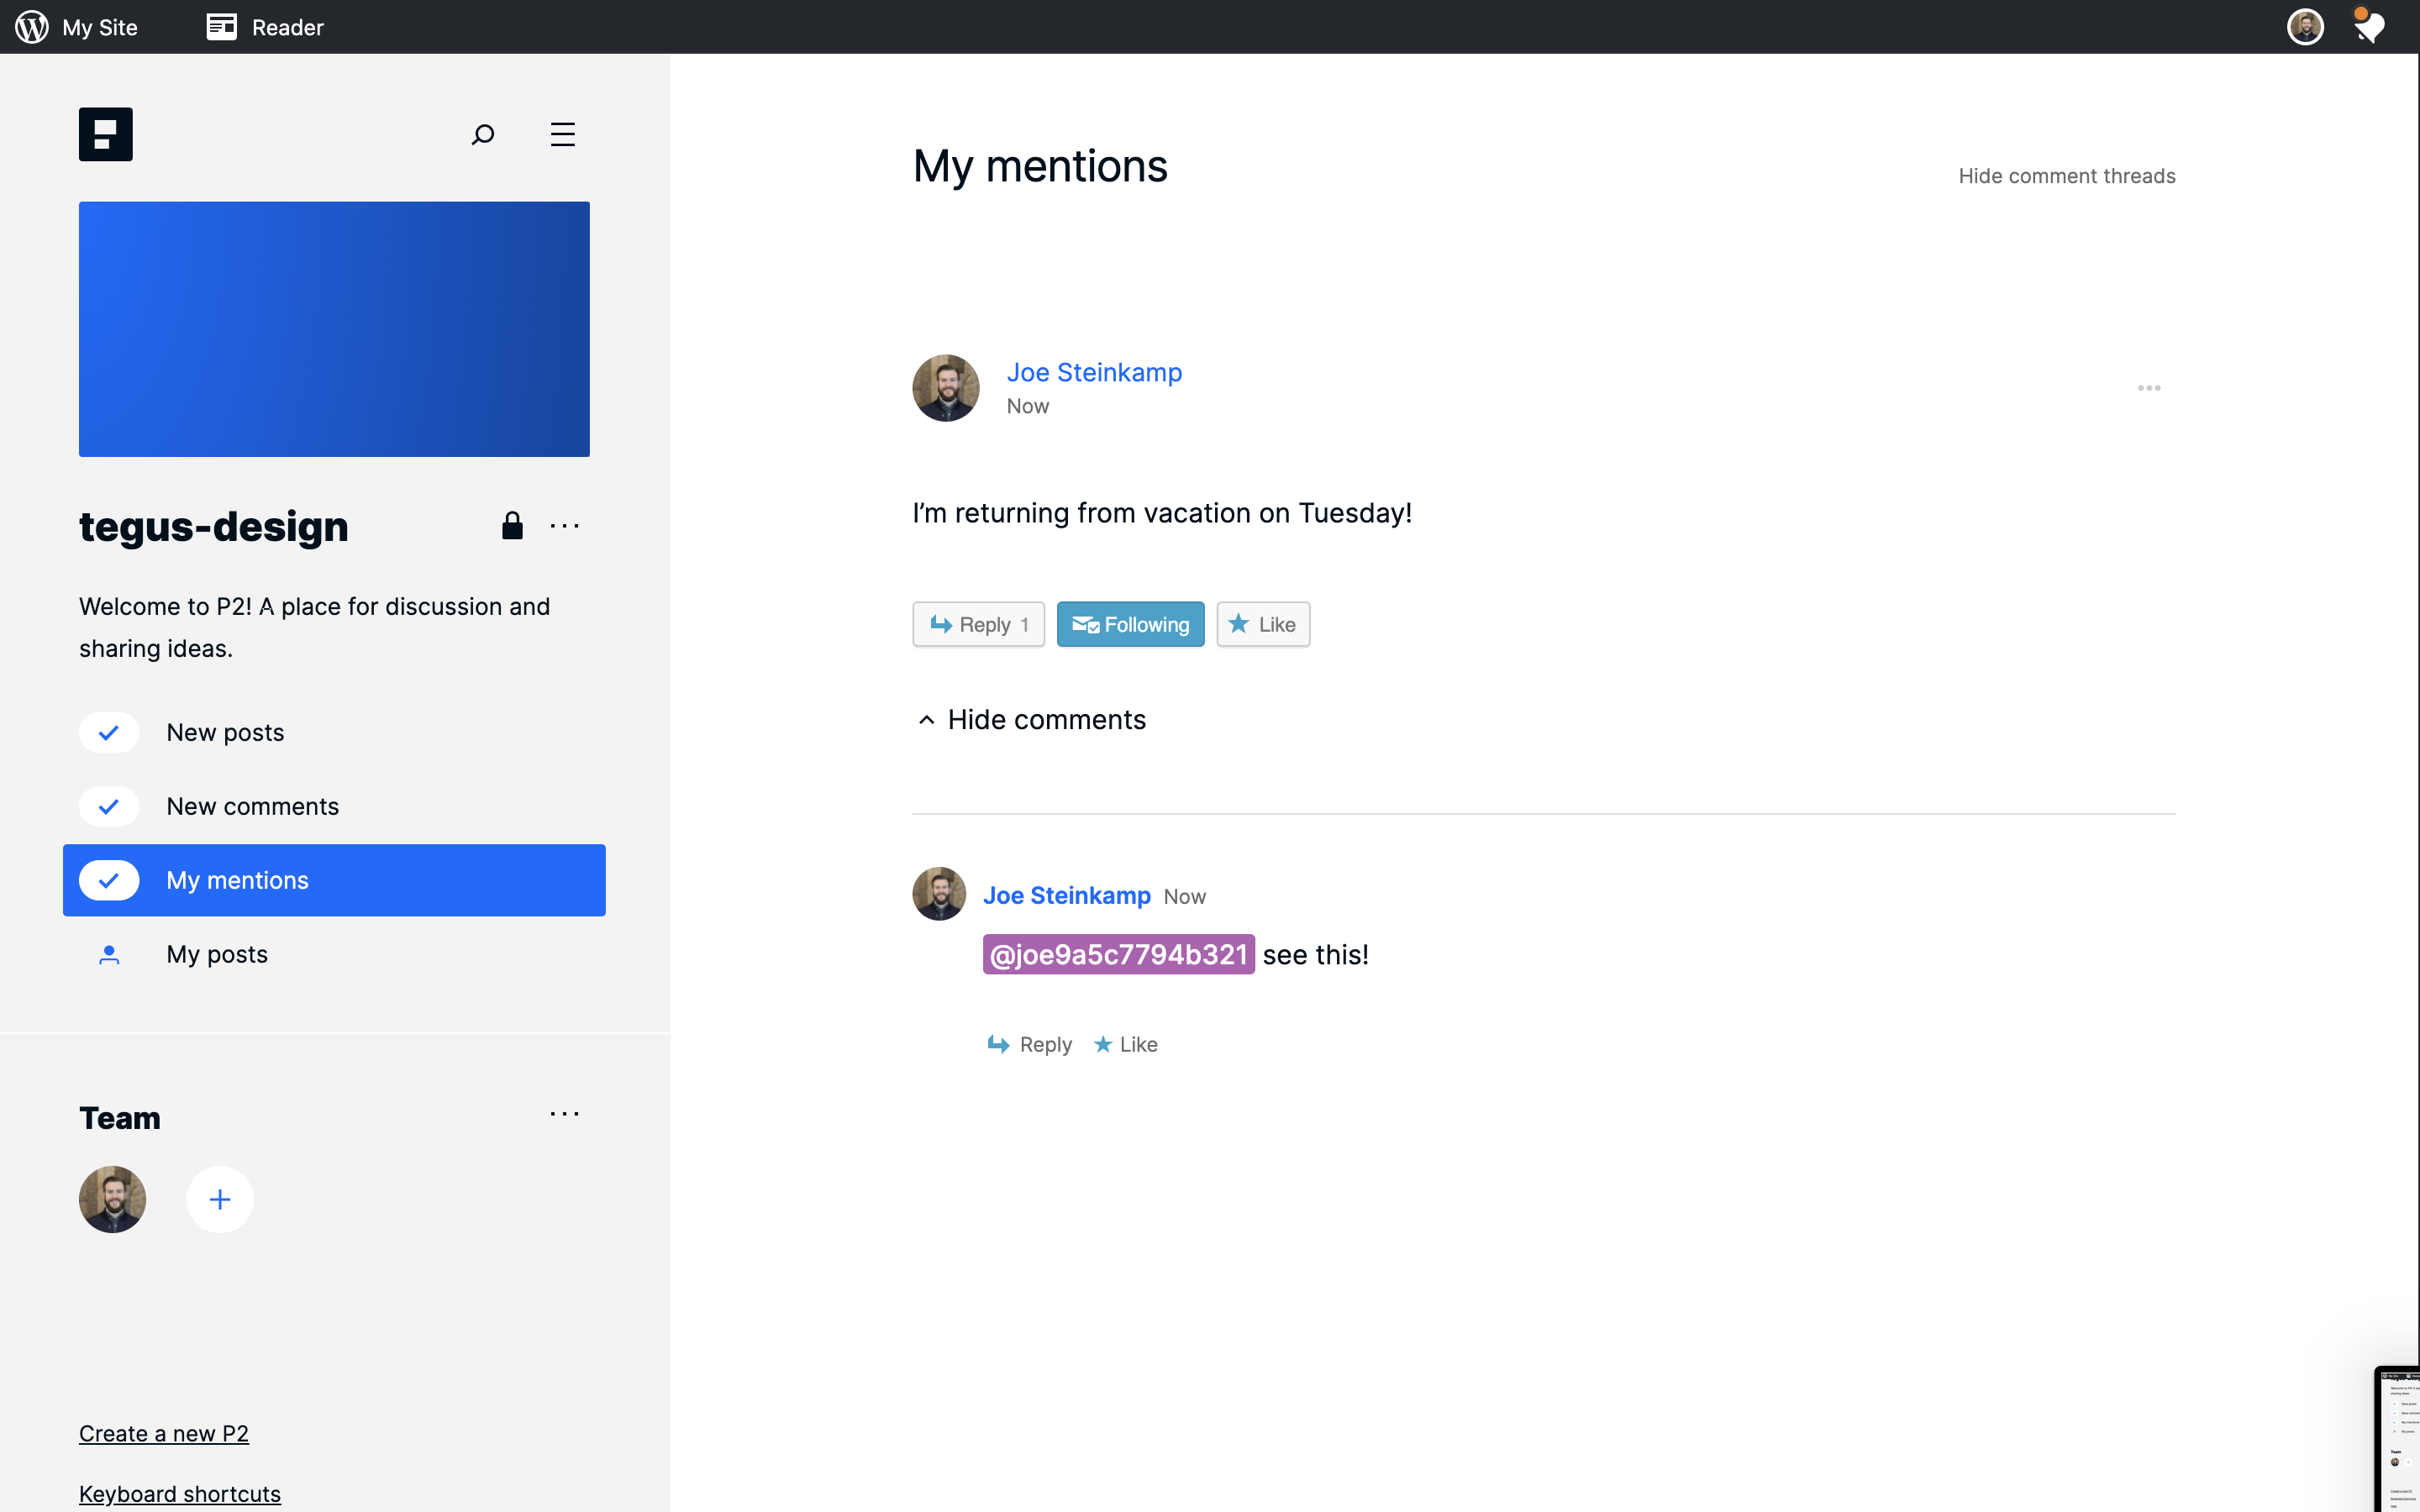 My Site
Reader
tegus-design
Welcome to P2! A place for discussion and
sharing ideas.
New posts
New comments
My mentions
My posts
Team
Create a new P2
Keyboard shortcuts
My mentions
Hide comment threads
Joe Steinkamp
Now
I’m returning from vacation on Tuesday!
Reply 1
Following
Like
Hide comments
Joe Steinkamp Now
@joe9a5c7794b321 see this!
Reply
Like